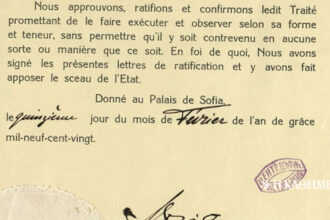 Nous approuvons, ratifions et confirmons ledit Traité
promettant de le faire exécuter et observer selon sa forme
et teneur, sans permettre qu'il y soit contrevenu en aucune
sorte ou manière que ce soit. En foi de quoi, Nous avons
signé les présentes lettres de ratification et y avons fait
apposer le sceau de l'Etat.
Donné au Palais de Sofia,
le quinzième jour du mois de Février de l'an de grâce
mil-neuf-cent-vingt.
ΚΑΘΗΜΕ